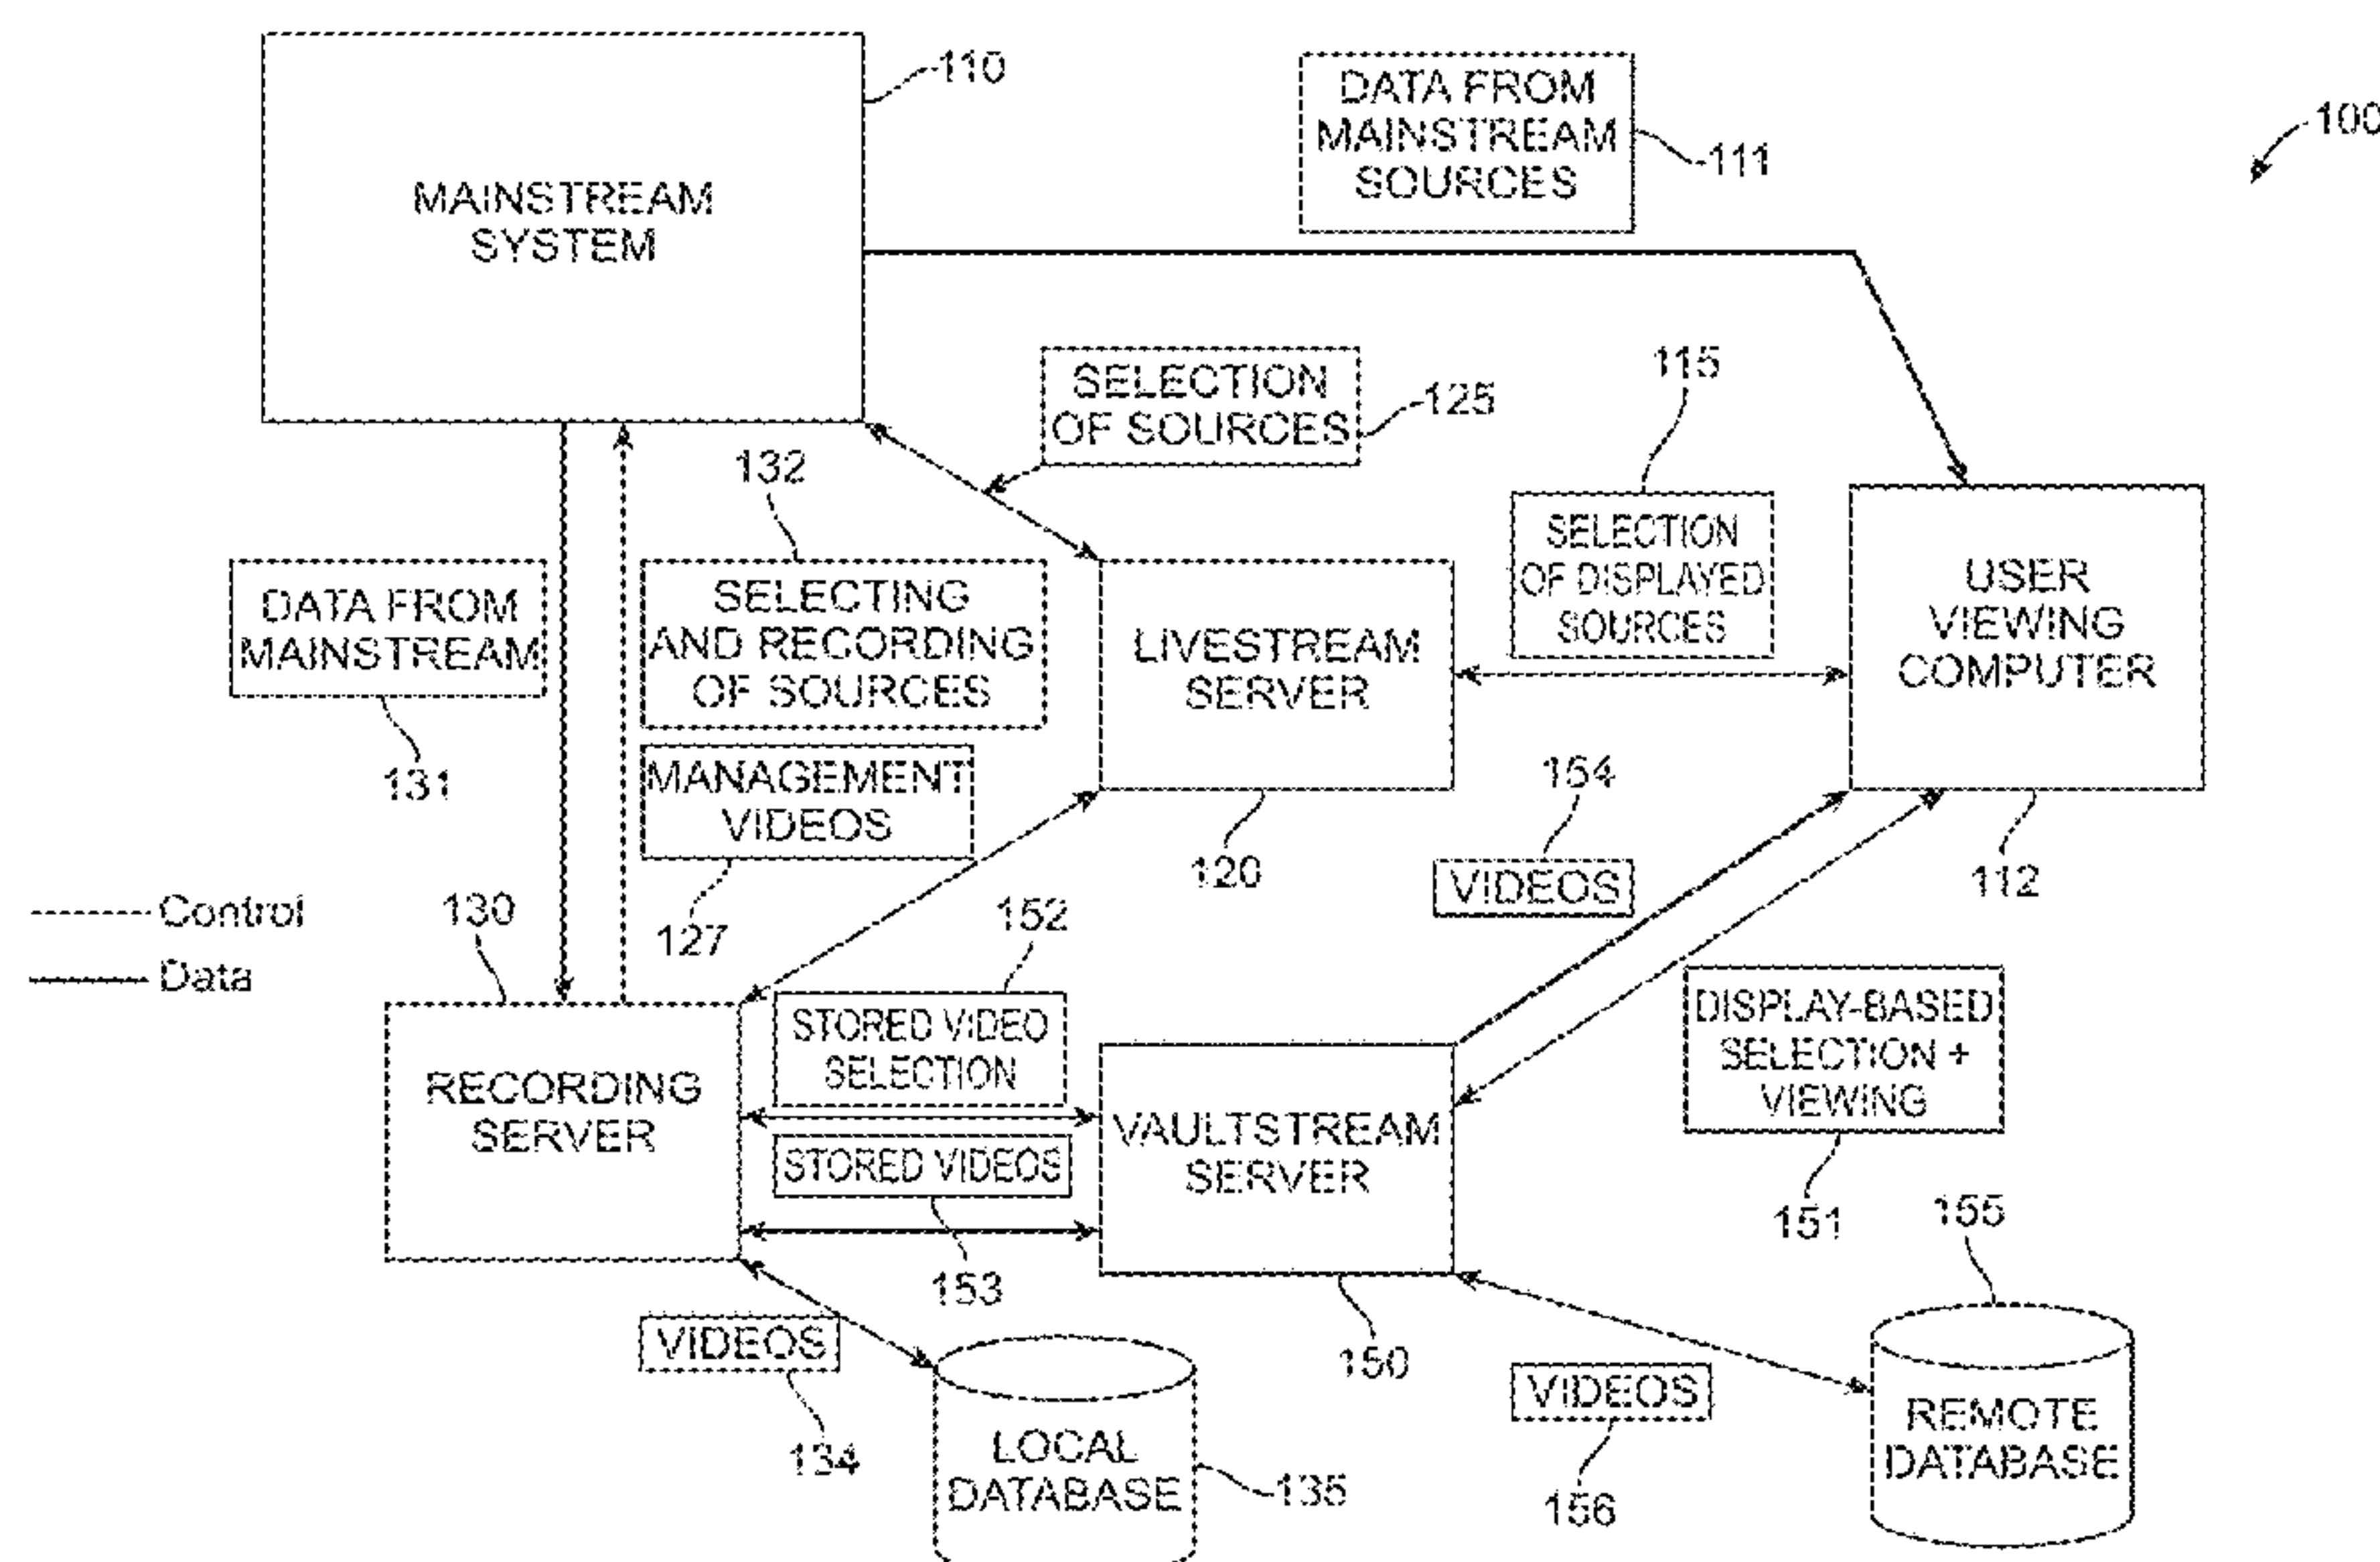 110
DATA FROM
MAINSTREAM
SOURCES
111
100
MAINSTREAM
SYSTEM
SELECTION
OF SOURCES
125
115
132
SELECTION
OF DISPLAYED
SOURCES
USER
VIEWING
COMPUTER
DATA FROM
MAINSTREAM
131
SELECTING
AND RECORDING
OF SOURCES
LIVESTREAM
SERVER
MANAGEMENT
VIDEOS
127
120
154
VIDEOS
112
Control
Data
130
152
RECORDING
SERVER
STORED VIDEO
SELECTION
STORED VIDEOS
153
VAULTSTREAM
SERVER
150
DISPLAY-BASED
SELECTION +
VIEWING
151
155
VIDEOS
134
LOCAL
DATABASE
135
VIDEOS
156
REMOTE
DATABASE